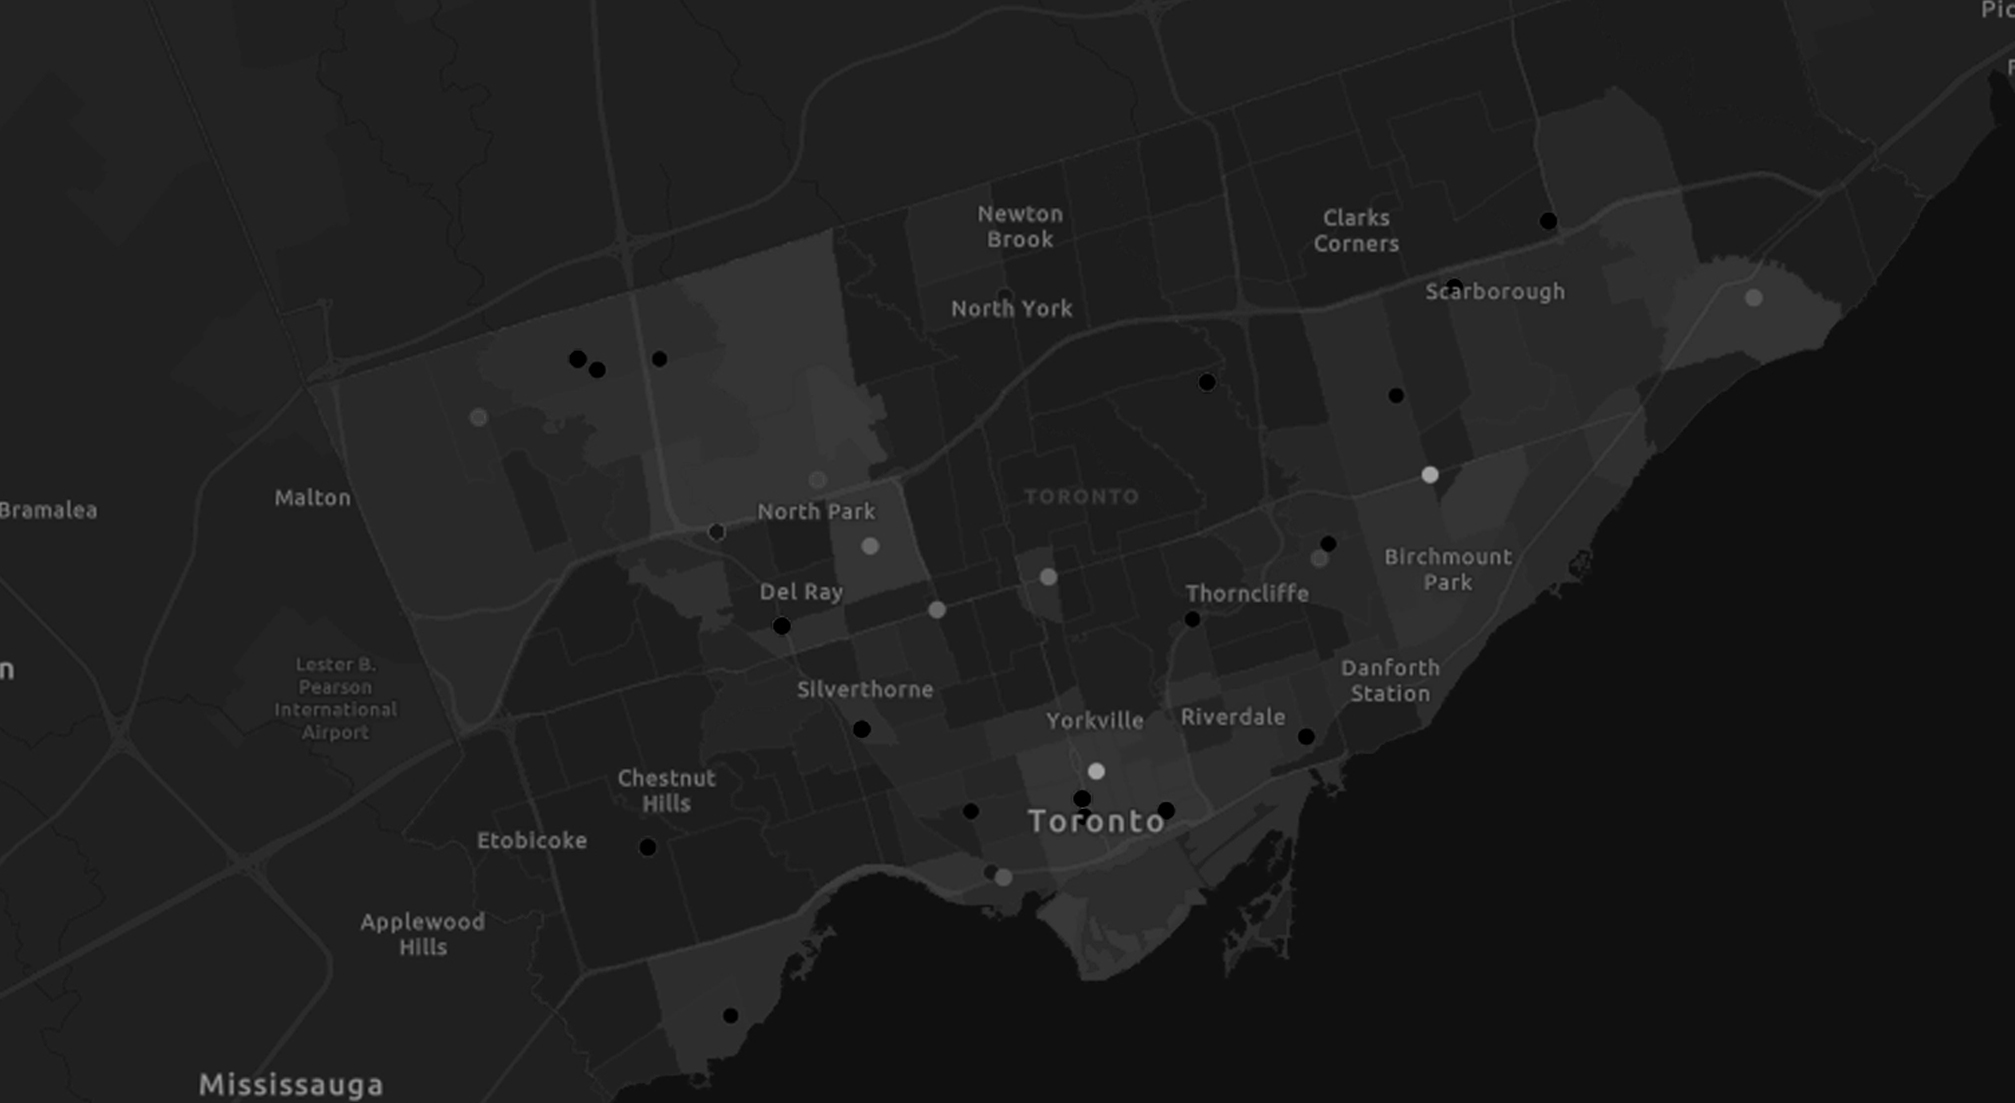 Pic
F
Newton
Brook
Clarks
Corners
North York
Scarborough
Malton
Bramalea
North Park
TORONTO
Birchmount
Park
Del Ray
Thorncliffe
n
Lester B.
Pearson
International
Airport
Silverthorne
Danforth
Station
Yorkville
Riverdale
Chestnut
Hills
Toronto
Etobicoke
Applewood
Hills
Mississauga